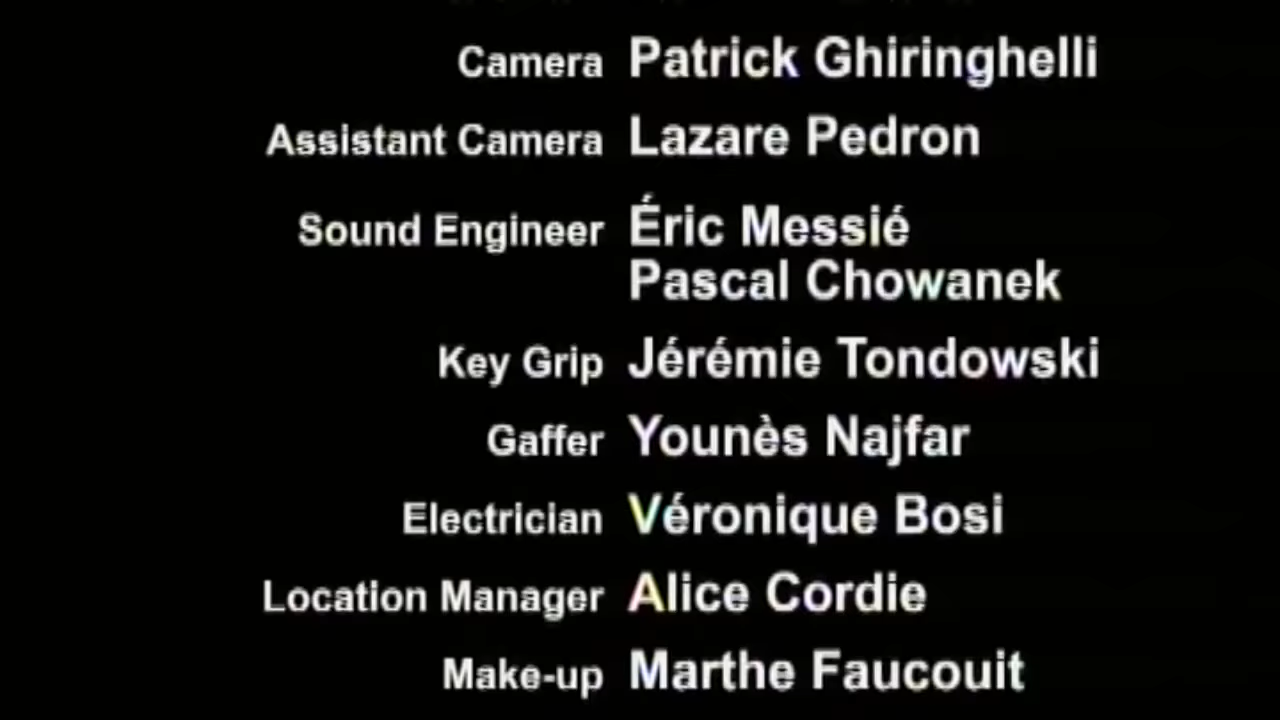 Camera Patrick Ghiringhelli
Assistant Camera Lazare Pedron
Sound Engineer Éric Messié
Pascal Chowanek
Key Grip Jérémie Tondowski
Gaffer Younès Najfar
Electrician Véronique Bosi
Location Manager Alice Cordie
Make-up Marthe Faucouit